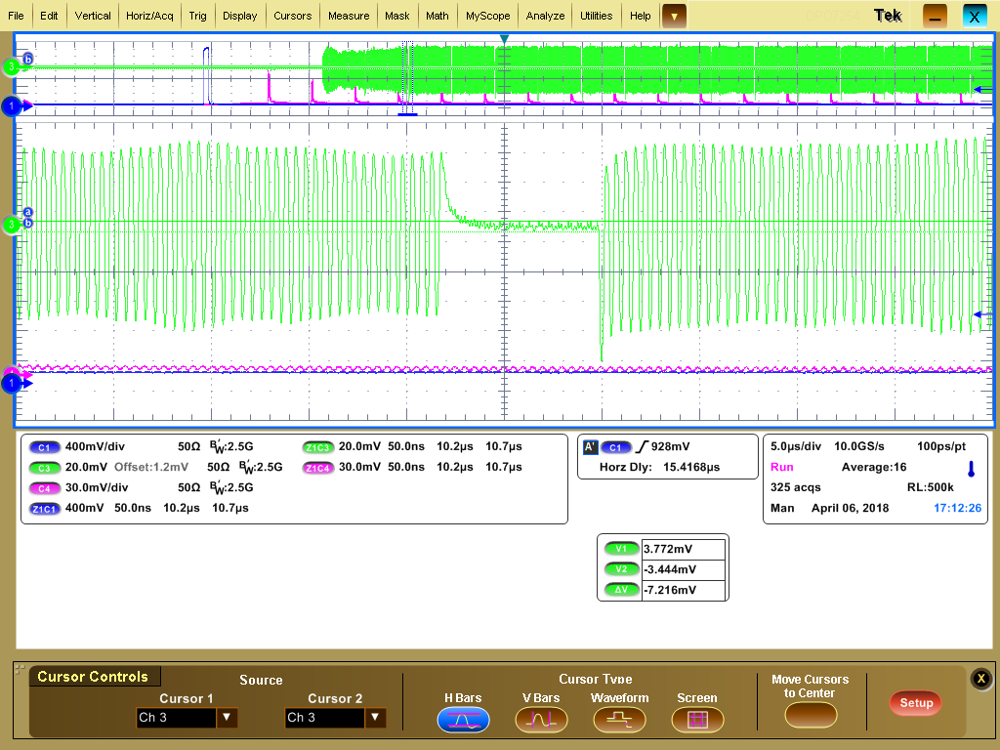 File Edit Vertical Horiz/Acq Trig Display Cursors Measure Mask Math MyScope Analyze Utilities Help Tek X
b
3
1
a
3 b
1
C1 400mV/div 50Ω BW:2.5G Z1C3 20.0mV 50.0ns 10.2µs 10.7µs
C3 20.0mV Offset:1.2mV 50Ω BW:2.5G Z1C4 30.0mV 50.0ns 10.2µs 10.7µs
C4 30.0mV/div 50Ω BW:2.5G
Z1C1 400mV 50.0ns 10.2µs 10.7µs
A' C1 928mV
Horz Dly: 15.4168µs
5.0µs/div 10.0GS/s 100ps/pt
Run Average:16
325 acqs RL:500k
Man April 06, 2018 17:12:26
V1 3.772mV
V2 -3.444mV
ΔV -7.216mV
Cursor Controls
Source
Cursor 1 Cursor 2
Ch 3 Ch 3
Cursor Type
H Bars V Bars Waveform Screen
Move Cursors
to Center
Setup
X